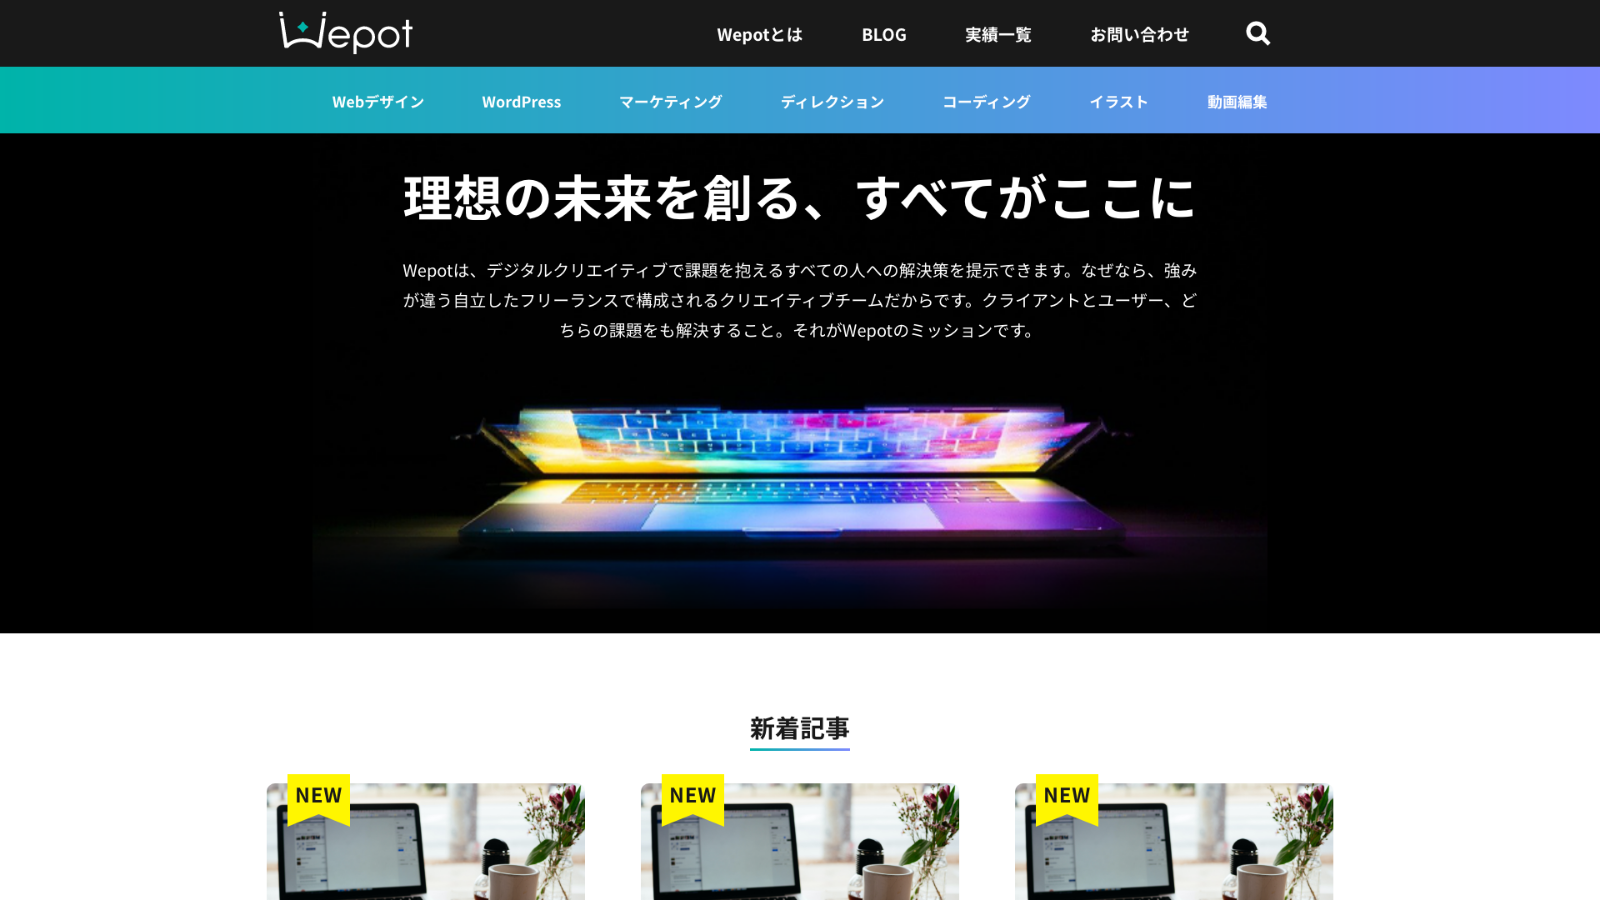 Wepot
Wepotとは
BLOG
実績一覧
お問い合わせ
Webデザイン
WordPress
マーケティング
ディレクション
コーディング
イラスト
動画編集
理想の未来を創る、すべてがここに
Wepotは、デジタルクリエイティブで課題を抱えるすべての人への解決策を提示できます。なぜなら、強み
が違う自立したフリーランスで構成されるクリエイティブチームだからです。クライアントとユーザー、ど
ちらの課題をも解決すること。それがWepotのミッションです。
新着記事
NEW
NEW
NEW